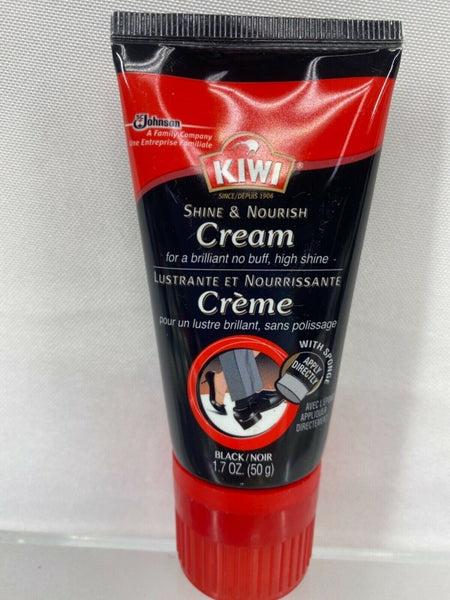 SC Johnson
A Family Company
Une Entreprise Familiale
KIWI
SINCE/DEPUIS 1906
SHINE & NOURISH
Cream
for a brilliant no buff, high shine
LUSTRANTE ET NOURRISSANTE
Crème
pour un lustre brillant, sans polissage
WITH SPONGE
APPLY
DIRECTLY
AVEC
APPLIQUER
DIRECTEMENT
BLACK/NOIR
1.7 OZ. (50 g)